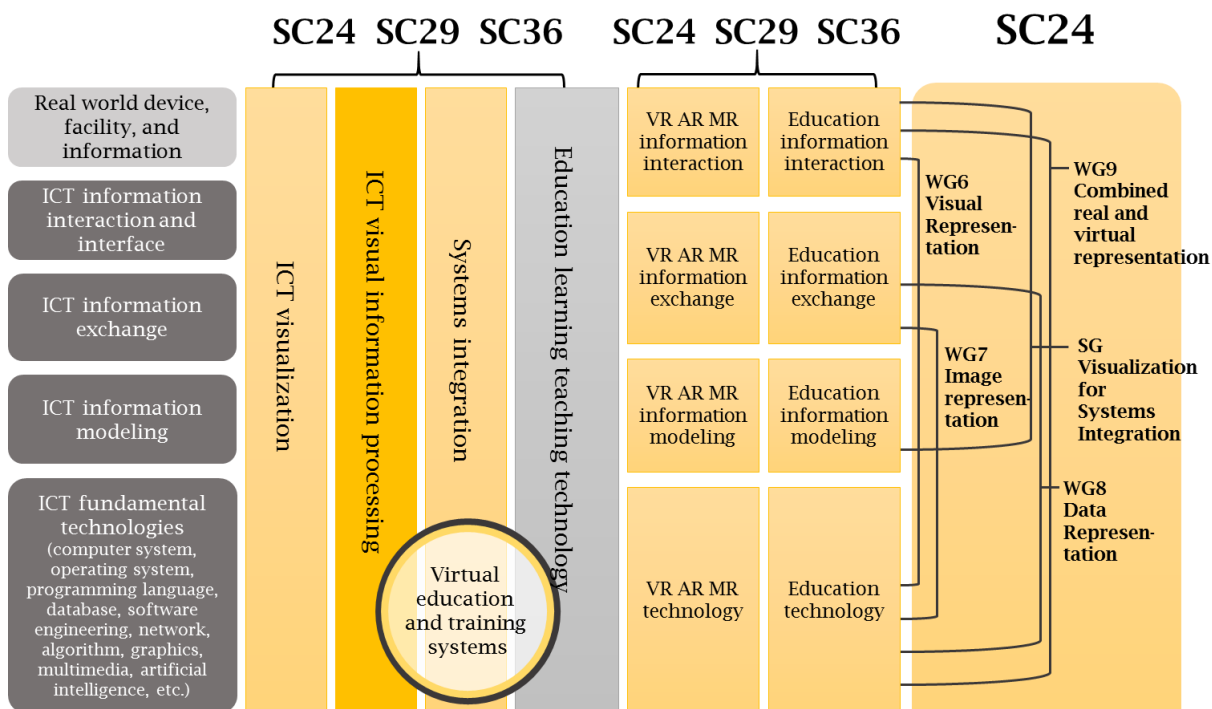 SC24 SC29 SC36
SC24 SC29 SC36
SC24
Real world device,
facility, and
information
ICT information
interaction and
interface
ICT information
exchange
ICT information
modeling
ICT fundamental
technologies
(computer system,
operating system,
programming language,
database, software
engineering, network,
algorithm, graphics,
multimedia, artificial
intelligence, etc.)
ICT visualization
ICT visual information processing
Systems integration
Education learning teaching technology
Virtual
education
and training
systems
VR AR MR
information
interaction
Education
information
interaction
VR AR MR
information
exchange
Education
information
exchange
VR AR MR
information
modeling
Education
information
modeling
VR AR MR
technology
Education
technology
WG6
Visual
Represen-
tation
WG7
Image
represen-
tation
WG9
Combined
real and
virtual
representation
SG
Visualization
for
Systems
Integration
WG8
Data
Represen-
tation